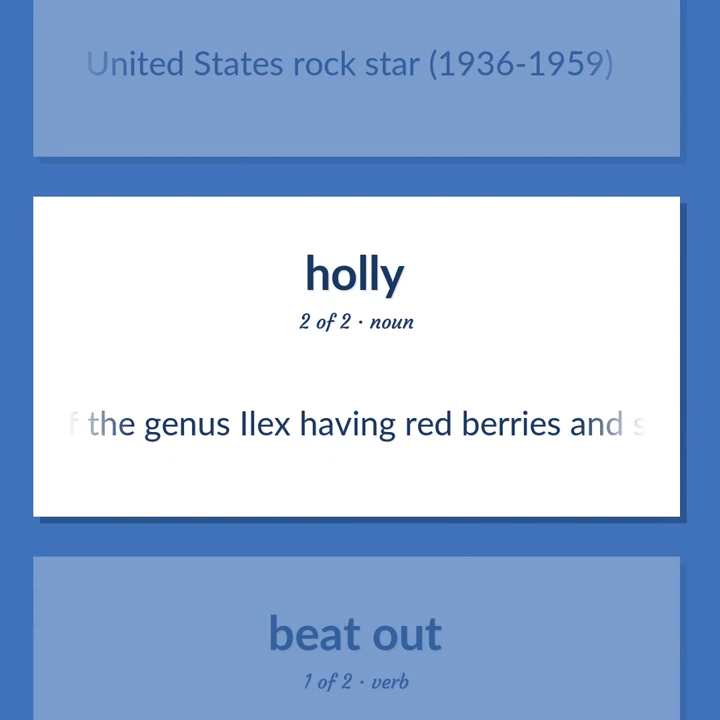 United States rock star (1936-1959)
holly
2 of 2 · noun
the genus Ilex having red berries and
beat out
1 of 2 · verb